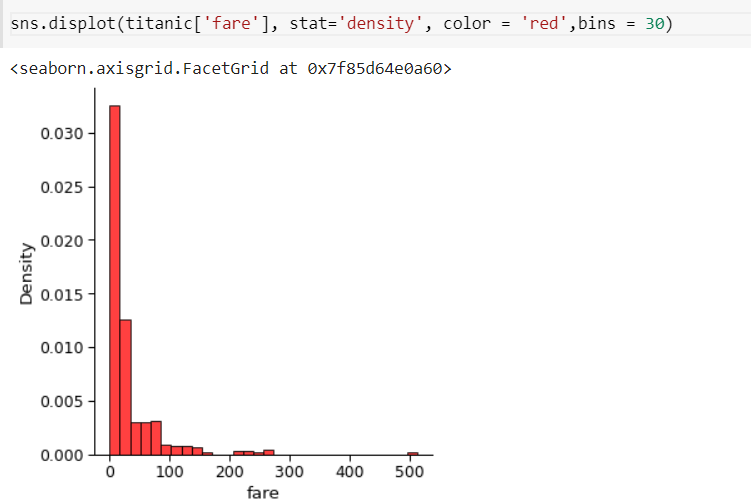 sns.displot(titanic['fare'], stat='density', color = 'red',bins = 30)
<seaborn.axisgrid.FacetGrid at 0x7f85d64e0a60>
0.030
0.025
0.020
0.015
0.010
0.005
0.000
Density
0 100 200 300 400 500
fare